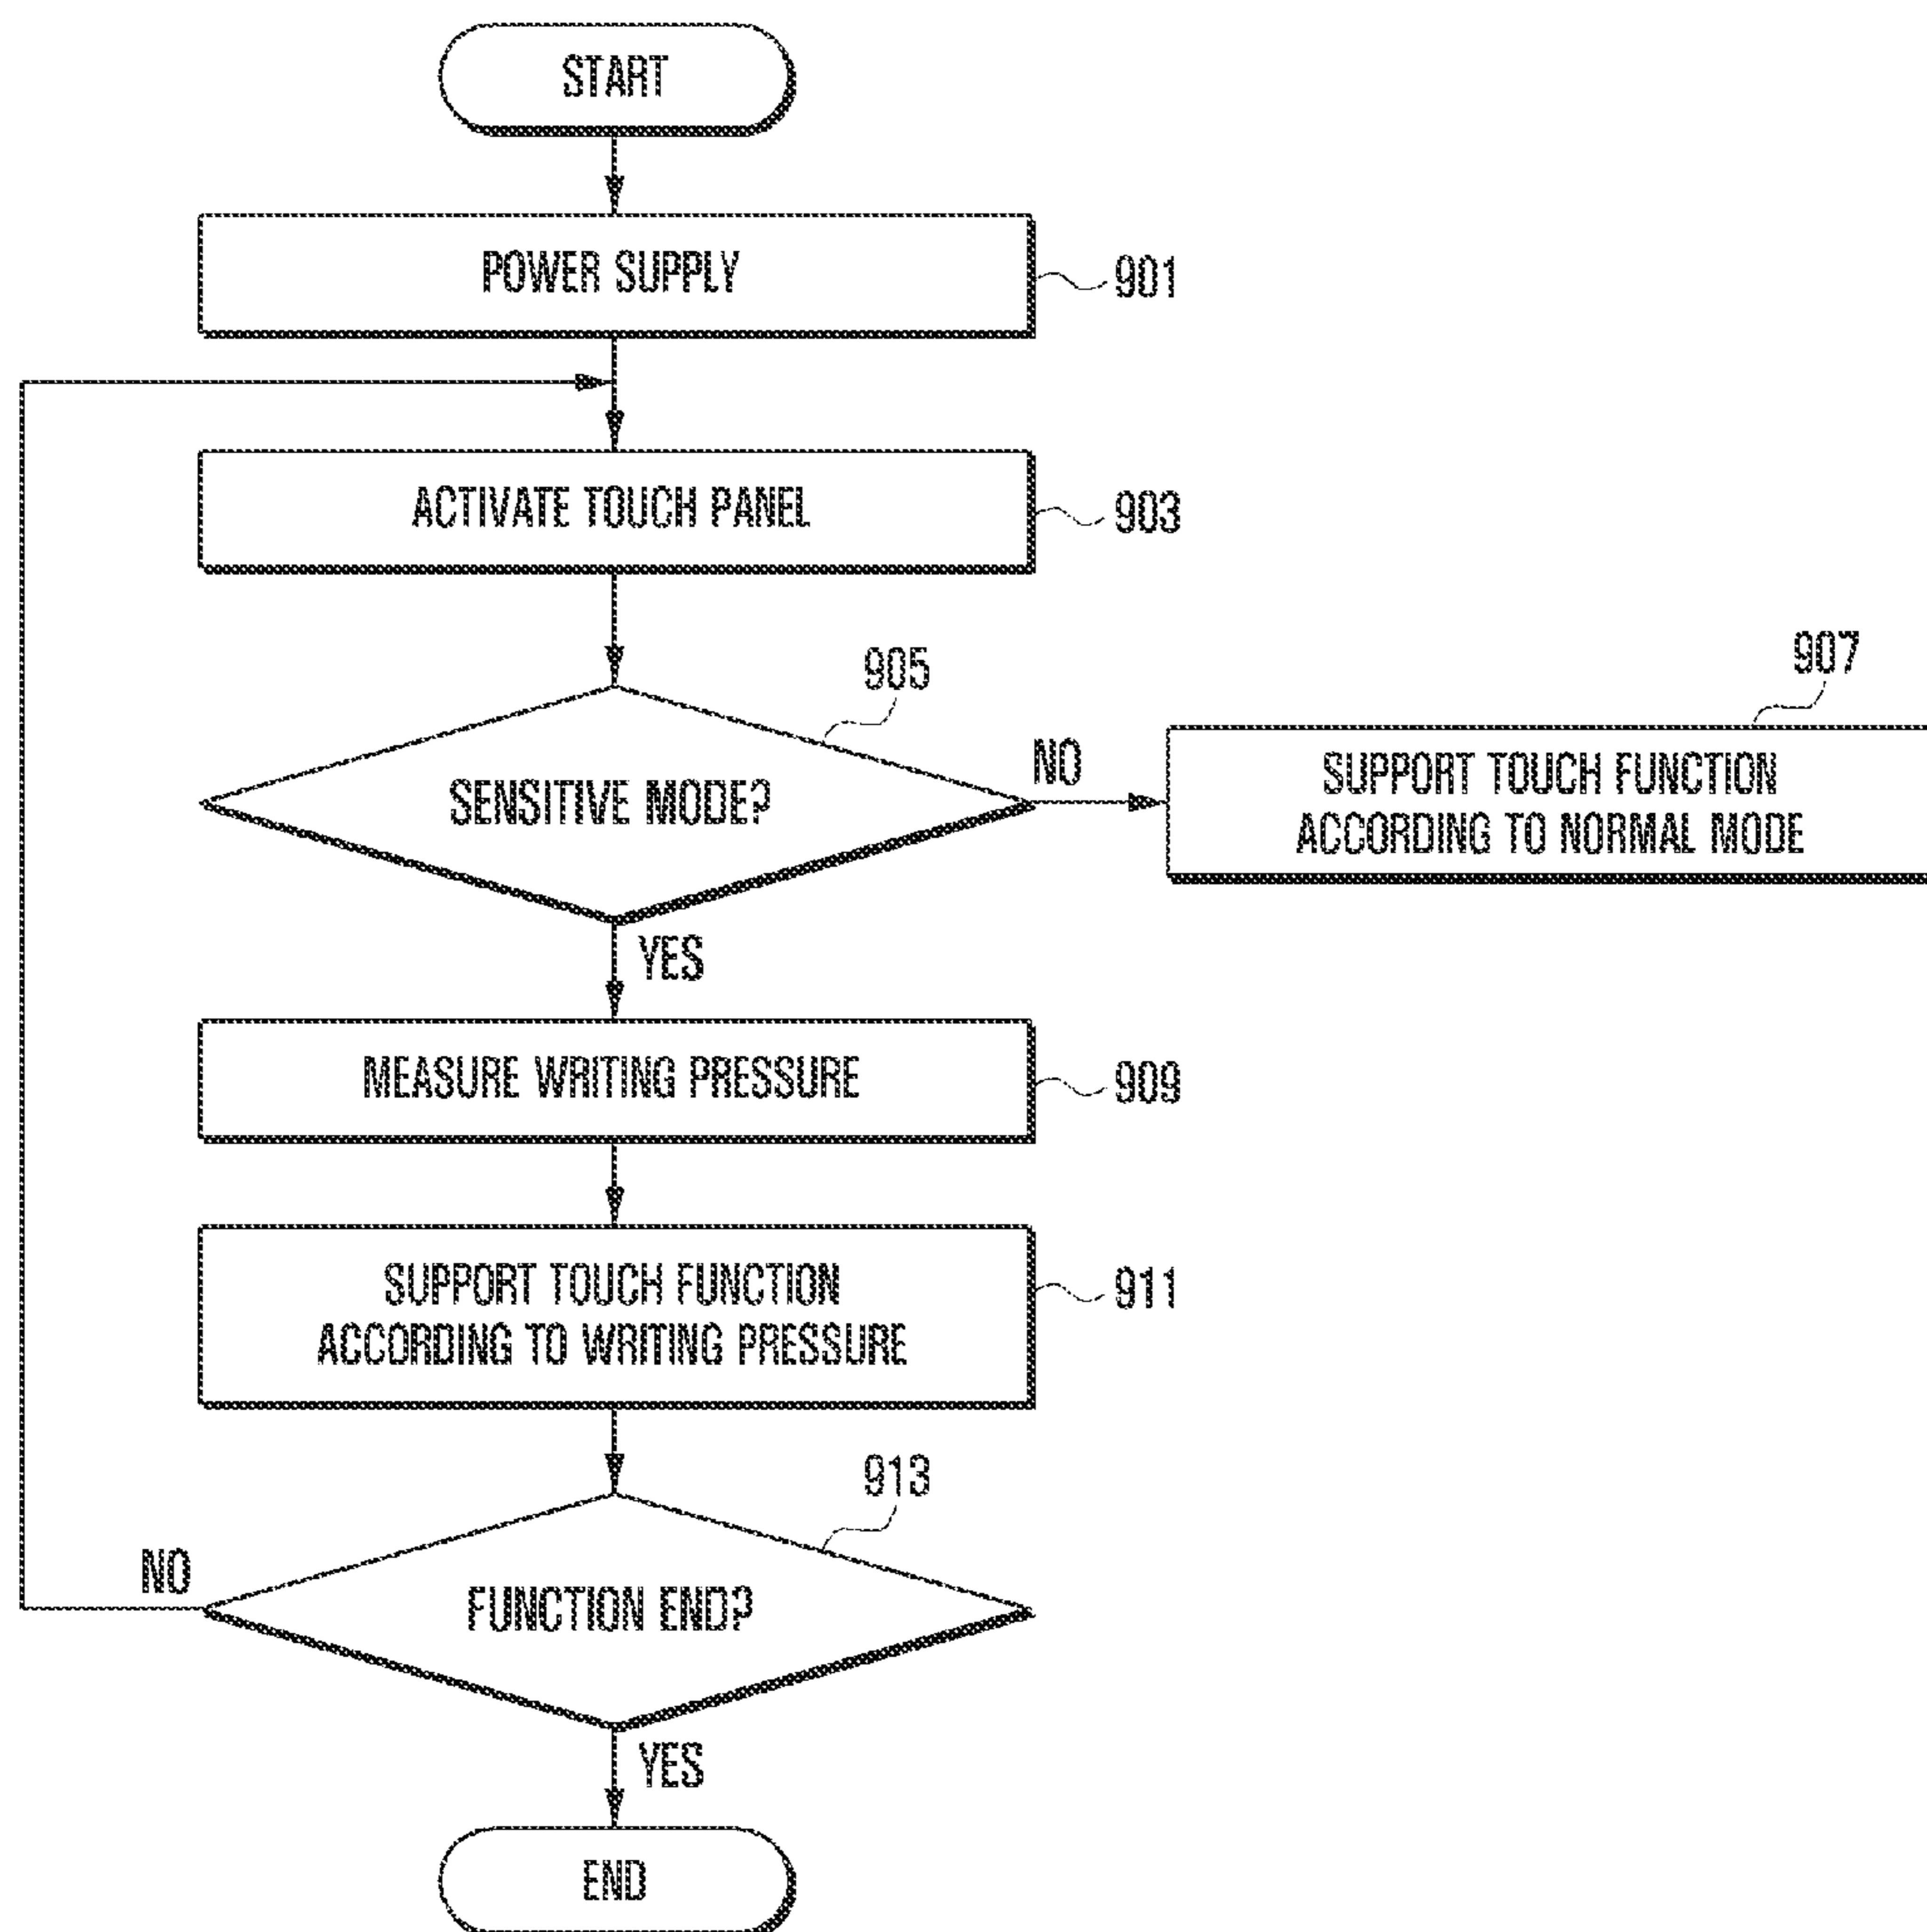 START
POWER SUPPLY
901
ACTIVATE TOUCH PANEL
903
905
907
SENSITIVE MODE?
NO
SUPPORT TOUCH FUNCTION
ACCORDING TO NORMAL MODE
YES
MEASURE WRITING PRESSURE
909
SUPPORT TOUCH FUNCTION
ACCORDING TO WRITING PRESSURE
911
913
NO
FUNCTION END?
YES
END